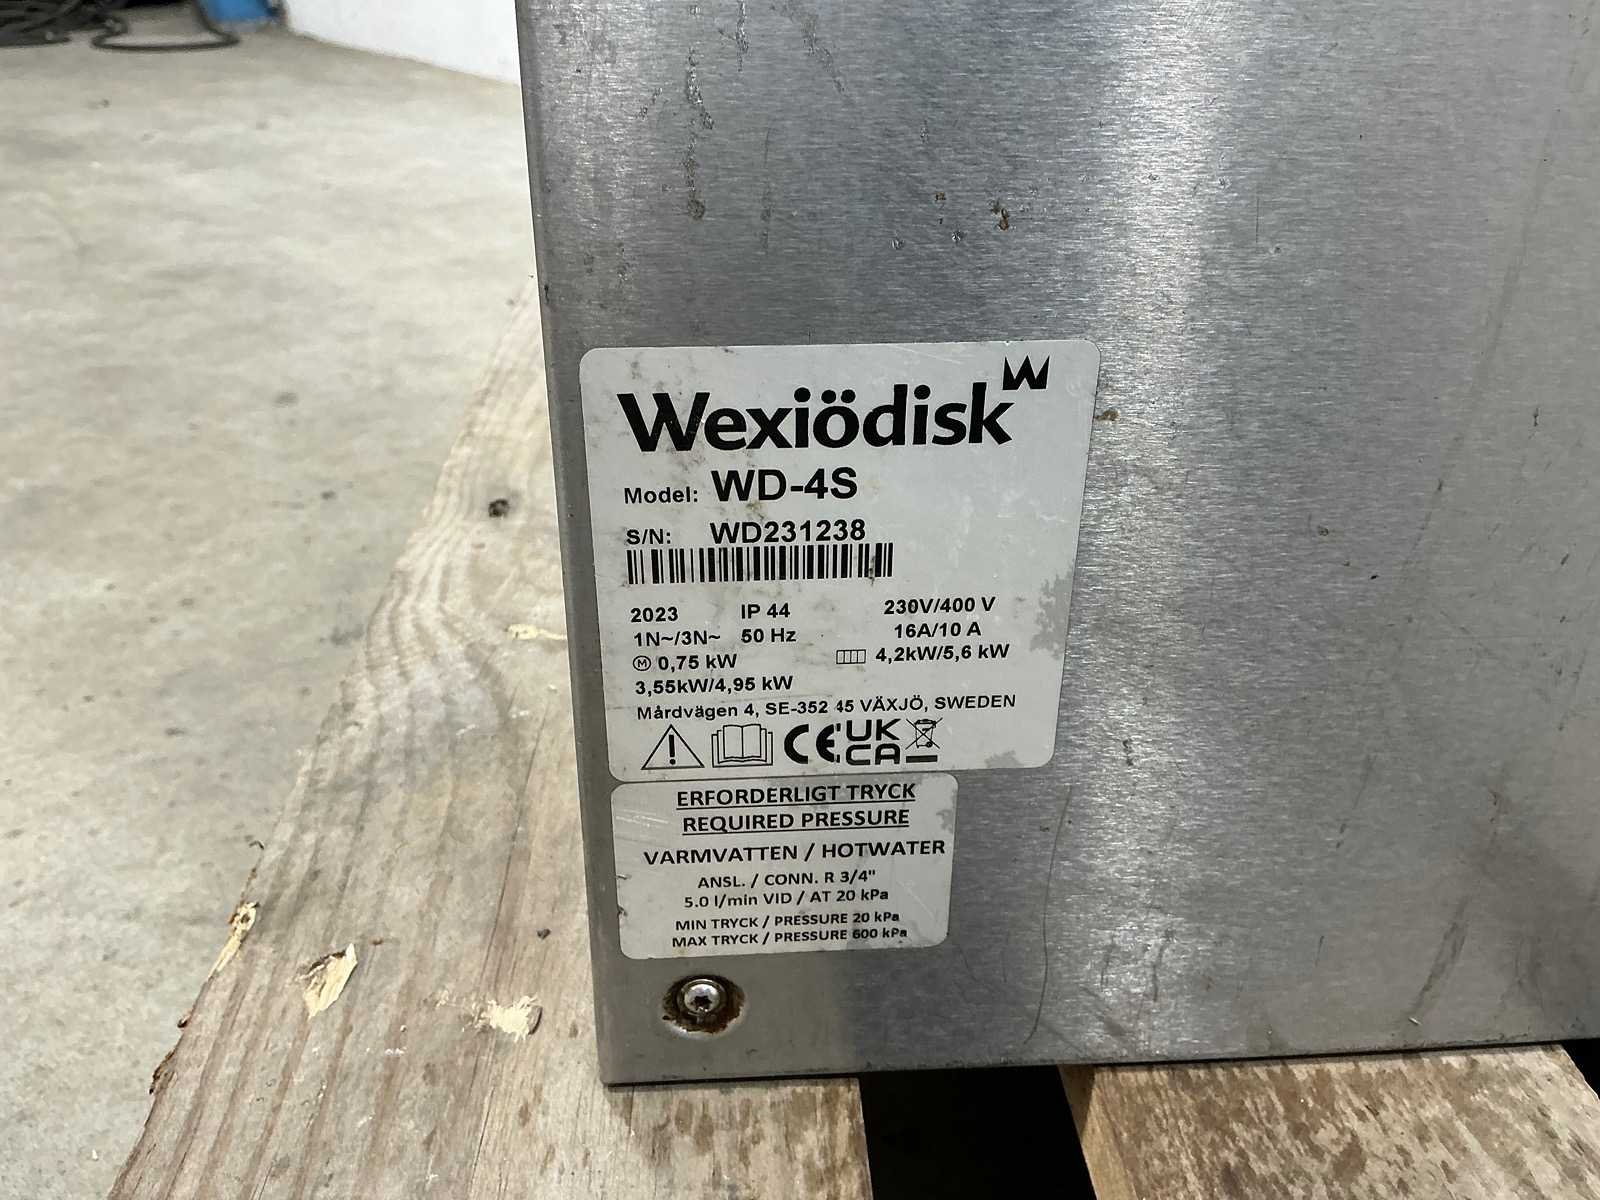 Wexiödisk
Model: WD-4S
S/N: WD231238
2023 IP 44 230V/400 V
1N~/3N~ 50 Hz 16A/10 A
M 0,75 kW 4,2kW/5,6 kW
3,55kW/4,95 kW
Mårdvägen 4, SE-352 45 VÄXJÖ, SWEDEN
CE UK
CA
ERFORDERLIGT TRYCK
REQUIRED PRESSURE
VARMVATTEN / HOTWATER
ANSL. / CONN. R 3/4"
5.0 l/min VID / AT 20 kPa
MIN TRYCK / PRESSURE 20 kPa
MAX TRYCK / PRESSURE 600 kPa